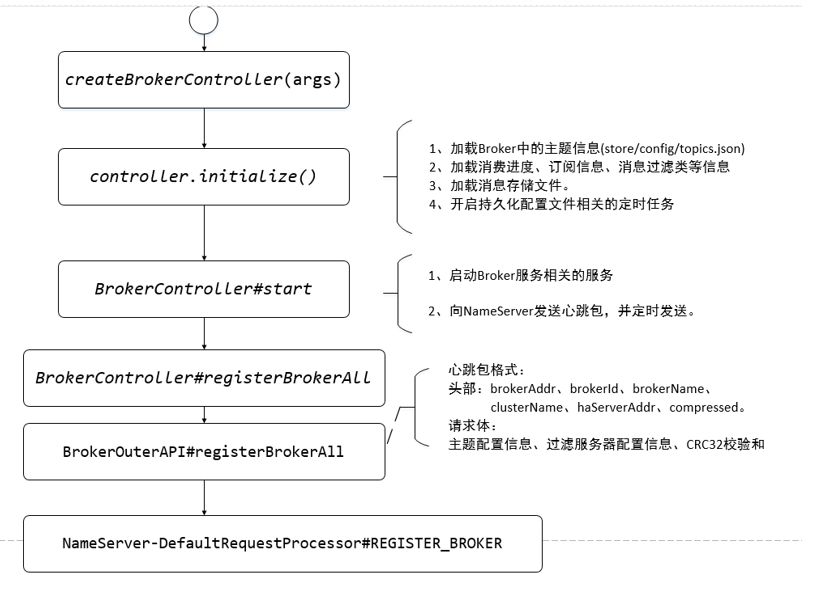 createBrokerController(args)
controller.initialize()
1、加载Broker中的主题信息(store/config/topics.json)
2、加载消费进度、订阅信息、消息过滤类等信息
3、加载消息存储文件。
4、开启持久化配置文件相关的定时任务
BrokerController#start
1、启动Broker服务相关的服务
2、向NameServer发送心跳包，并定时发送。
BrokerController#registerBrokerAll
BrokerOuterAPI#registerBrokerAll
心跳包格式：
头部：brokerAddr、brokerId、brokerName、
clusterName、haServerAddr、compressed。
请求体：
主题配置信息、过滤服务器配置信息、CRC32校验和
NameServer-DefaultRequestProcessor#REGISTER_BROKER